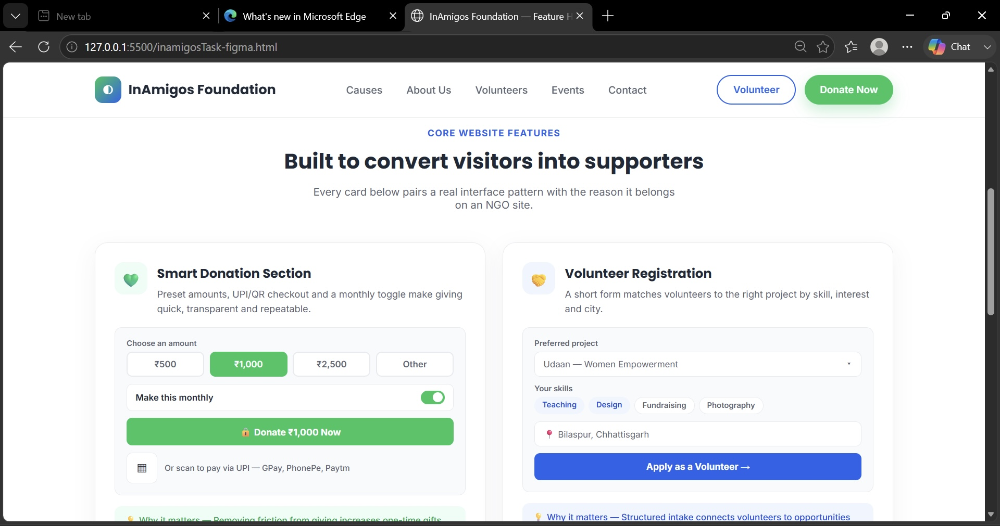 New tab
What's new in Microsoft Edge
InAmigos Foundation — Feature H
127.0.0.1:5500/inamigosTask-figma.html
Chat
InAmigos Foundation
Causes
About Us
Volunteers
Events
Contact
Volunteer
Donate Now
CORE WEBSITE FEATURES
Built to convert visitors into supporters
Every card below pairs a real interface pattern with the reason it belongs
on an NGO site.
Smart Donation Section
Preset amounts, UPI/QR checkout and a monthly toggle make giving
quick, transparent and repeatable.
Choose an amount
₹500
₹1,000
₹2,500
Other
Make this monthly
🔒 Donate ₹1,000 Now
Or scan to pay via UPI — GPay, PhonePe, Paytm
💡 Why it matters — Removing friction from giving increases one-time gifts
Volunteer Registration
A short form matches volunteers to the right project by skill, interest
and city.
Preferred project
Udaan — Women Empowerment
Your skills
Teaching
Design
Fundraising
Photography
📍 Bilaspur, Chhattisgarh
Apply as a Volunteer →
💡 Why it matters — Structured intake connects volunteers to opportunities